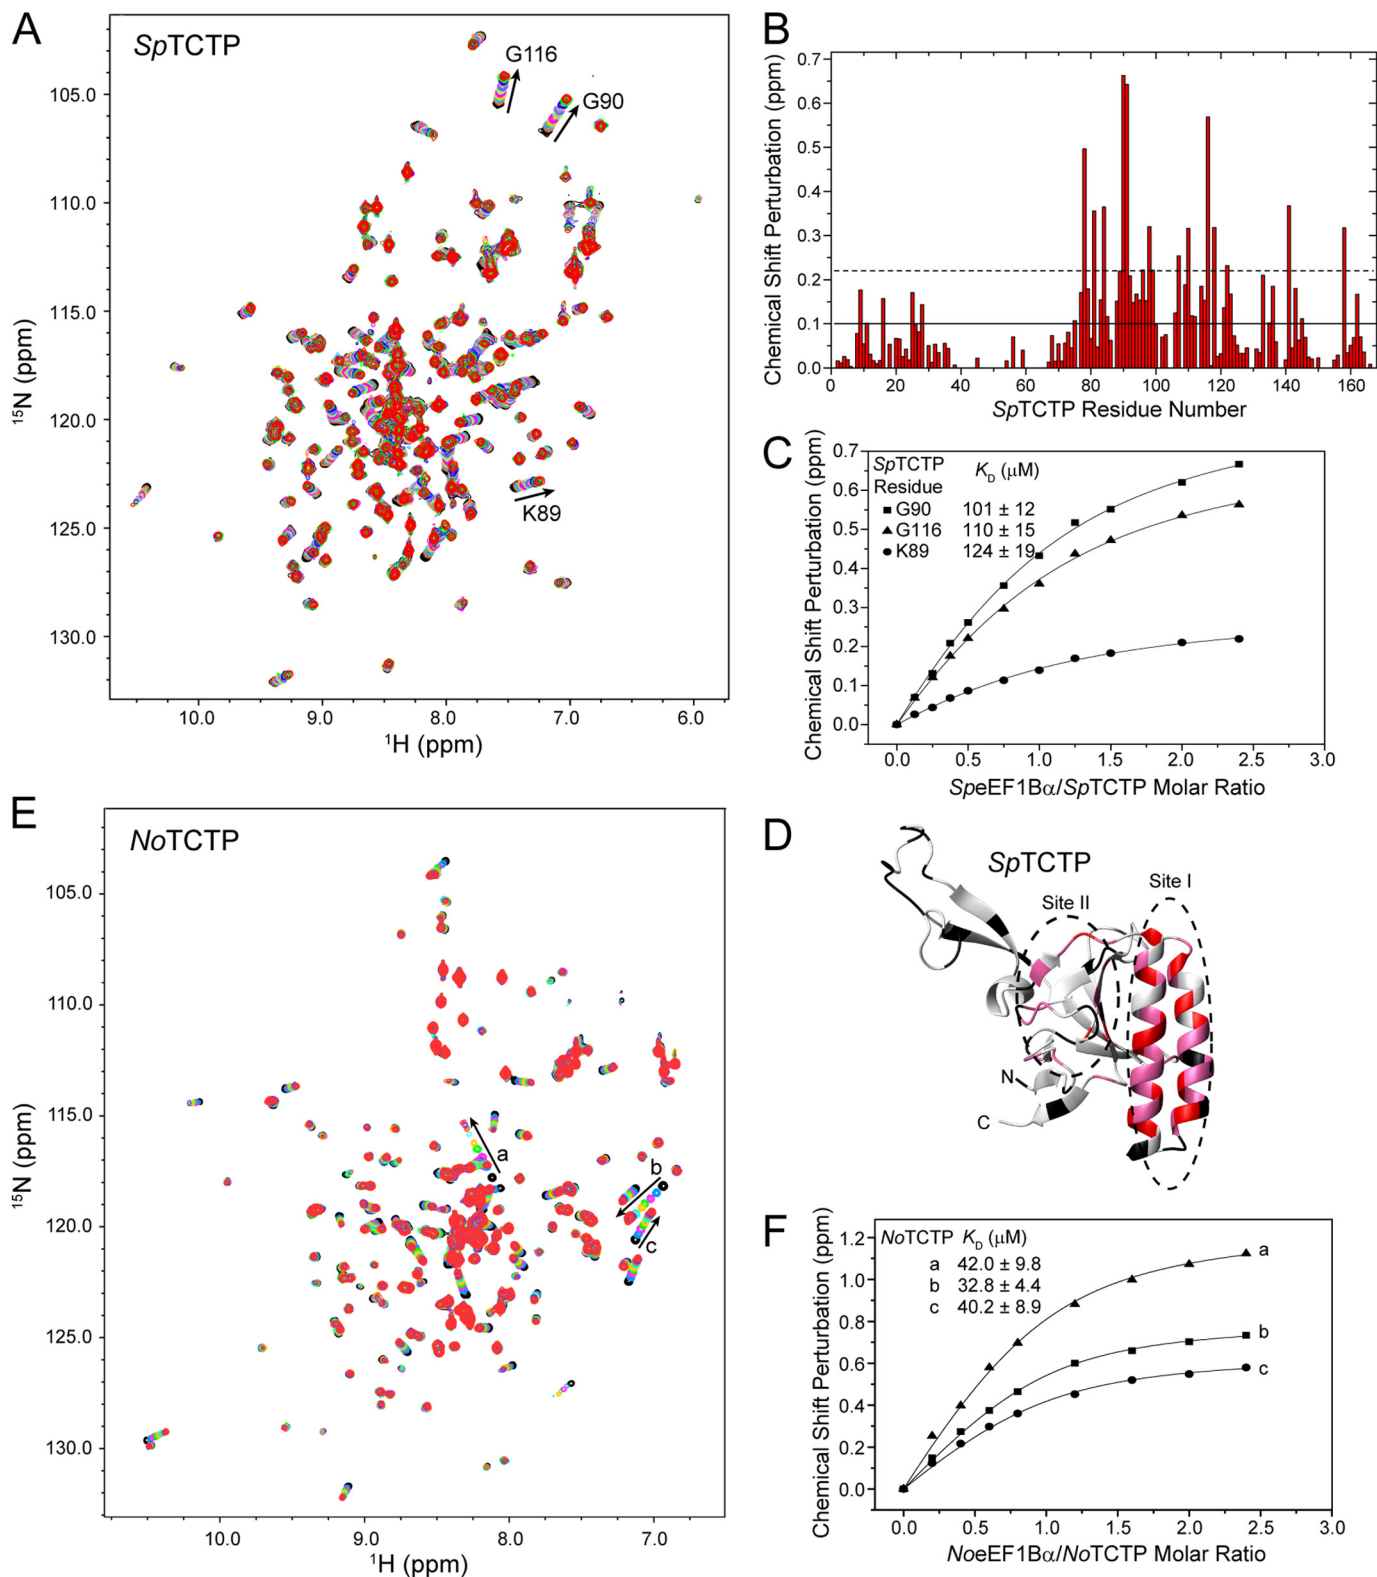 A
SpTCTP
G116
G90
K89
105.0
110.0
115.0
120.0
125.0
130.0
15N (ppm)
10.0 9.0 8.0 7.0 6.0
1H (ppm)
B
Chemical Shift Perturbation (ppm)
0.7
0.6
0.5
0.4
0.3
0.2
0.1
0.0
0 20 40 60 80 100 120 140 160
SpTCTP Residue Number
C
Chemical Shift Perturbation (ppm)
0.7
0.6
0.5
0.4
0.3
0.2
0.1
0.0
SpTCTP KD (μM)
Residue
G90 101 ± 12
G116 110 ± 15
K89 124 ± 19
0.0 0.5 1.0 1.5 2.0 2.5 3.0
SpeEF1Bα/SpTCTP Molar Ratio
E
NoTCTP
a
b
c
105.0
110.0
115.0
120.0
125.0
130.0
15N (ppm)
10.0 9.0 8.0 7.0
1H (ppm)
D
SpTCTP
Site I
Site II
N
C
F
Chemical Shift Perturbation (ppm)
1.2
1.0
0.8
0.6
0.4
0.2
0.0
NoTCTP KD (μM)
a 42.0 ± 9.8
b 32.8 ± 4.4
c 40.2 ± 8.9
a
b
c
0.0 0.5 1.0 1.5 2.0 2.5 3.0
NoeEF1Bα/NoTCTP Molar Ratio